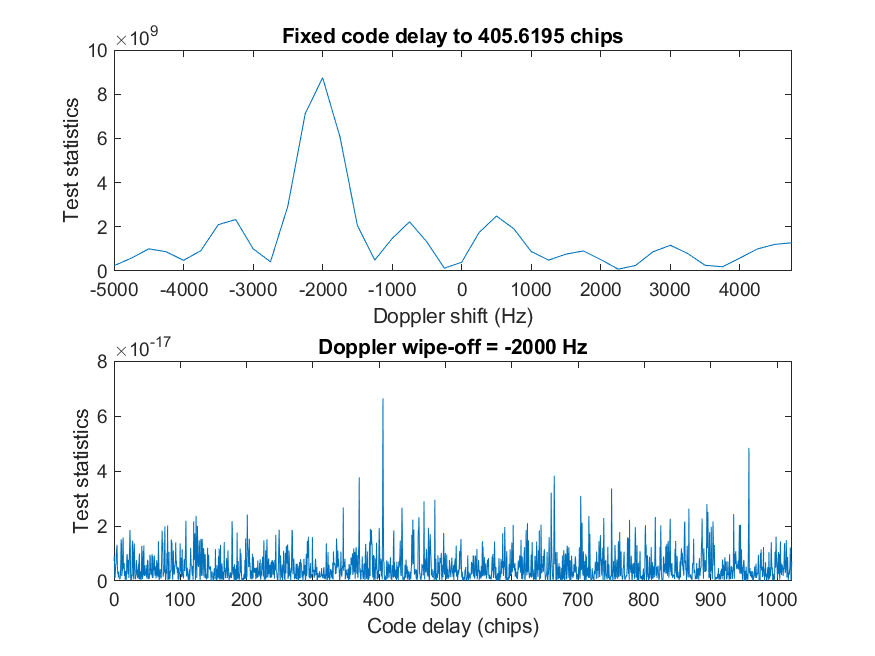 Fixed code delay to 405.6195 chips
×10^9
10
8
6
4
2
0
Test statistics
-5000 -4000 -3000 -2000 -1000 0 1000 2000 3000 4000
Doppler shift (Hz)
Doppler wipe-off = -2000 Hz
×10^-17
8
6
4
2
0
Test statistics
0 100 200 300 400 500 600 700 800 900 1000
Code delay (chips)